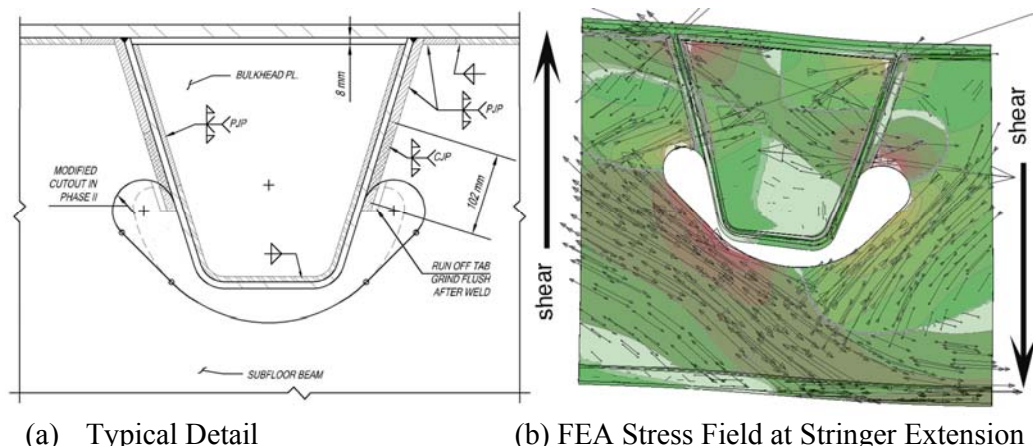 BULKHEAD PL.
8 mm
PJP
PJP
CJP
102 mm
MODIFIED
CUTOUT IN
PHASE II
RUN OFF TAB
GRIND FLUSH
AFTER WELD
SUBFLOOR BEAM
shear
shear
(a) Typical Detail
(b) FEA Stress Field at Stringer Extension